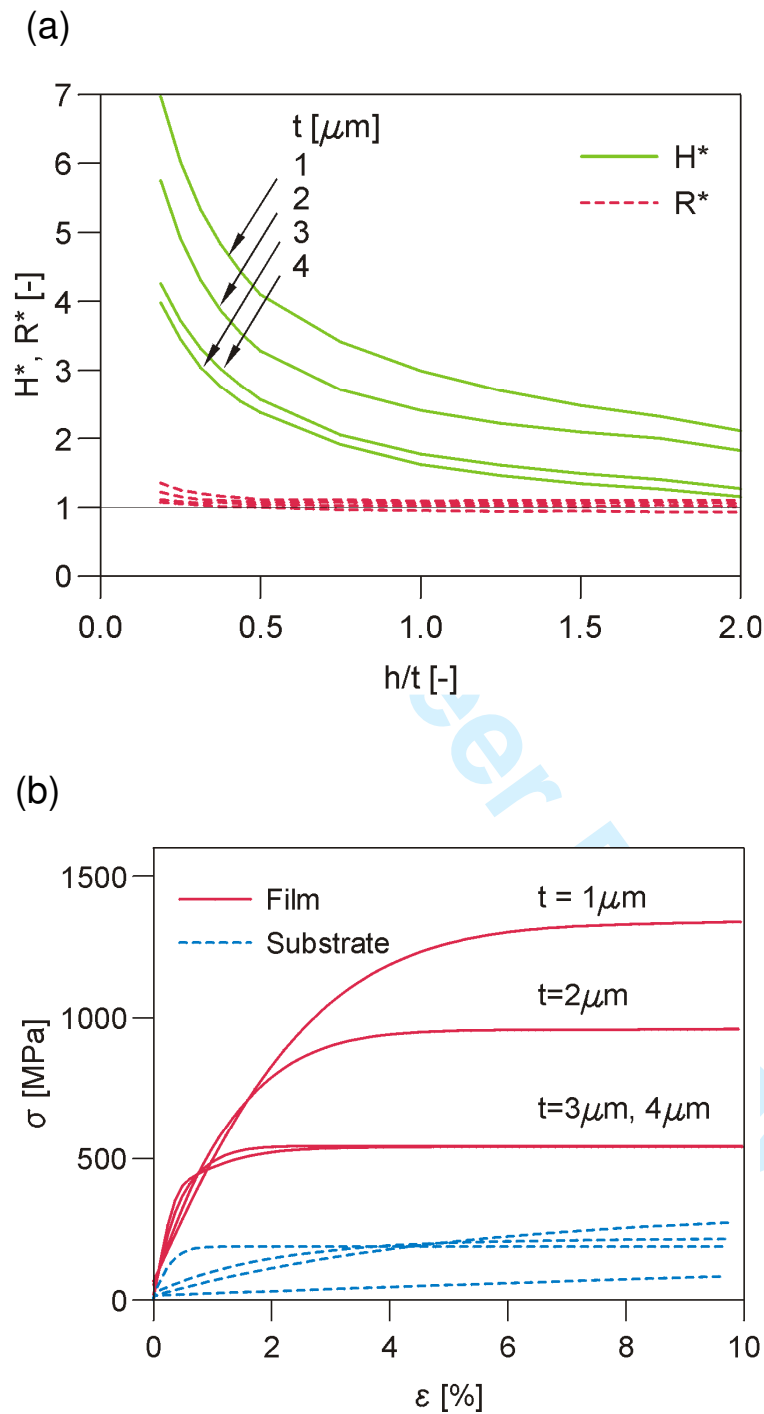 (a)
7
6
5
4
3
2
1
0
H*, R* [-]
t [μm]
1
2
3
4
H*
R*
0.0 0.5 1.0 1.5 2.0
h/t [-]
eer
(b)
1500
1000
500
0
σ [MPa]
Film
Substrate
t = 1μm
t=2μm
t=3μm, 4μm
0 2 4 6 8 10
ε [%]